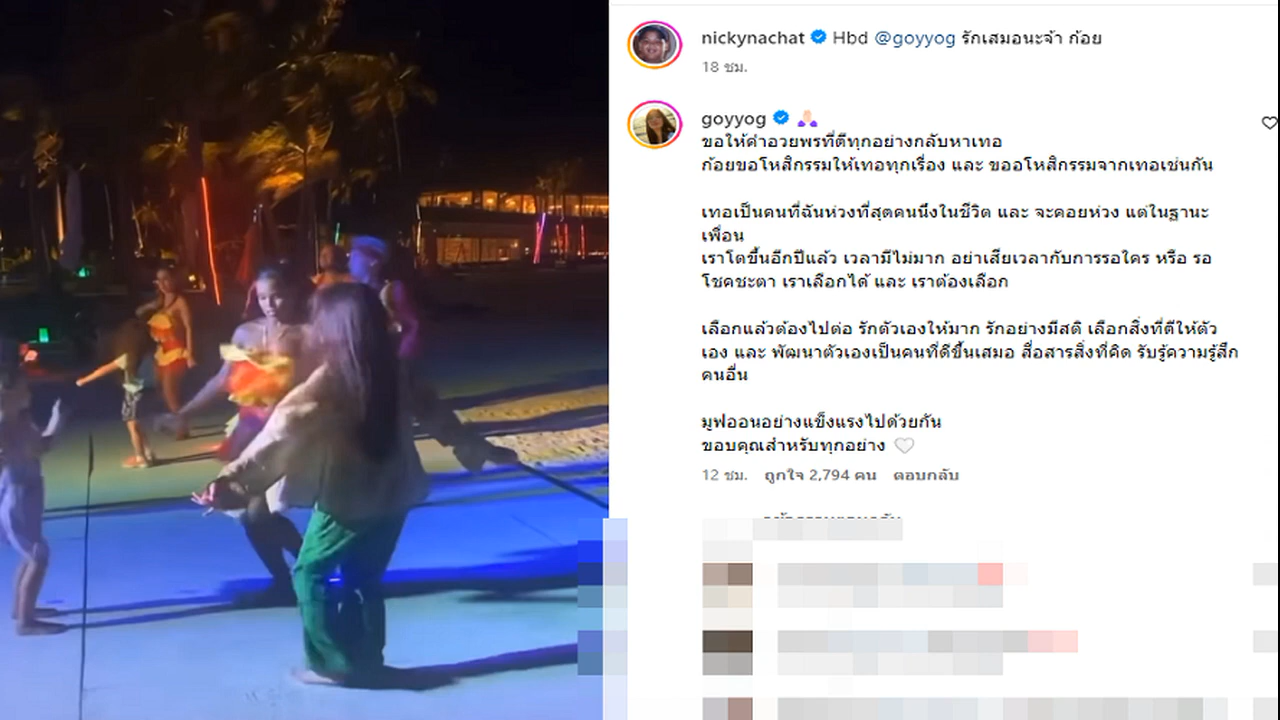 nickynachat Hbd @goyyog รักเสมอนะจ้า ก้อย
18 ชม.
goyyog 🙏🏻
ขอให้คำอวยพรที่ดีทุกอย่างกลับหาเทอ
ก้อยขอโหสิกรรมให้เทอทุกเรื่อง และ ขออโหสิกรรมจากเทอเช่นกัน
เทอเป็นคนที่ฉันห่วงที่สุดคนนึงในชีวิต และ จะคอยห่วง แต่ในฐานะ
เพื่อน
เราโตขึ้นอีกปีแล้ว เวลามีไม่มาก อย่าเสียเวลากับการรอใคร หรือ รอ
โชคชะตา เราเลือกได้ และ เราต้องเลือก
เลือกแล้วต้องไปต่อ รักตัวเองให้มาก รักอย่างมีสติ เลือกสิ่งที่ดีให้ตัว
เอง และ พัฒนาตัวเองเป็นคนที่ดีขึ้นเสมอ สื่อสารสิ่งที่คิด รับรู้ความรู้สึก
คนอื่น
มูฟออนอย่างแข็งแรงไปด้วยกัน
ขอบคุณสำหรับทุกอย่าง 🤍
12 ชม. ถูกใจ 2,794 คน ตอบกลับ